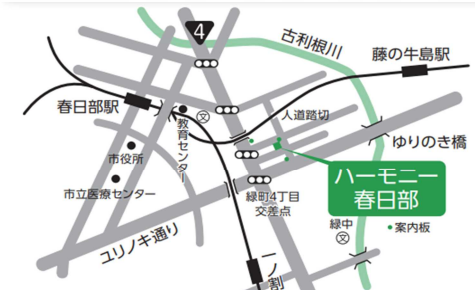 4
古利根川
藤の牛島駅
春日部駅
文
人道踏切
教育センター
ゆりのき橋
市役所
市立医療センター
ハーモニー
春日部
緑町4丁目
交差点
ユリノキ通り
緑中
文
案内板
一ノ割